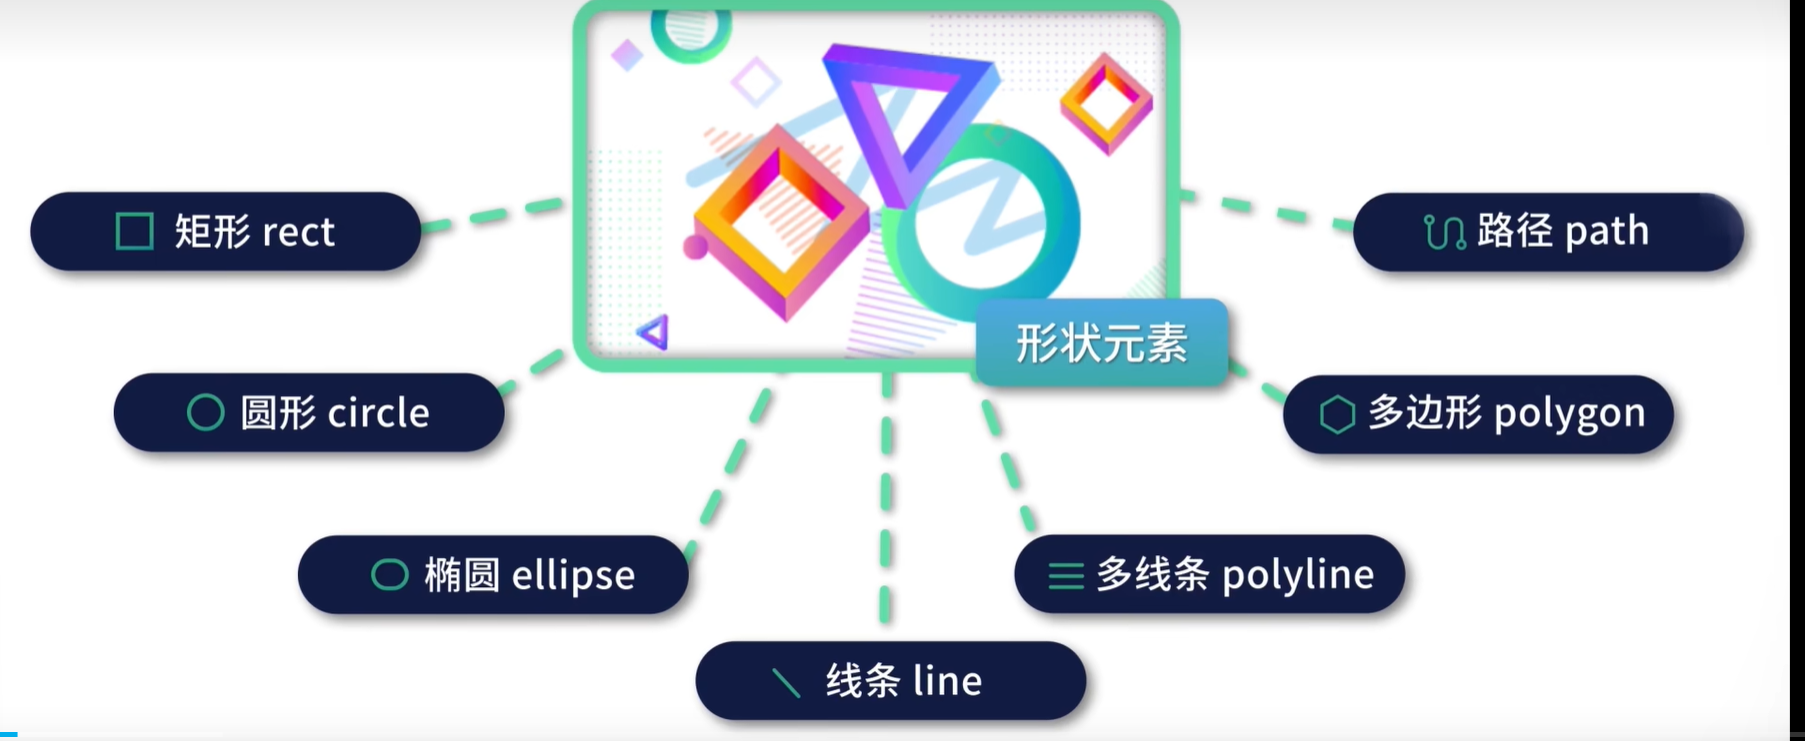 矩形 rect
路径 path
形状元素
圆形 circle
多边形 polygon
椭圆 ellipse
多线条 polyline
线条 line